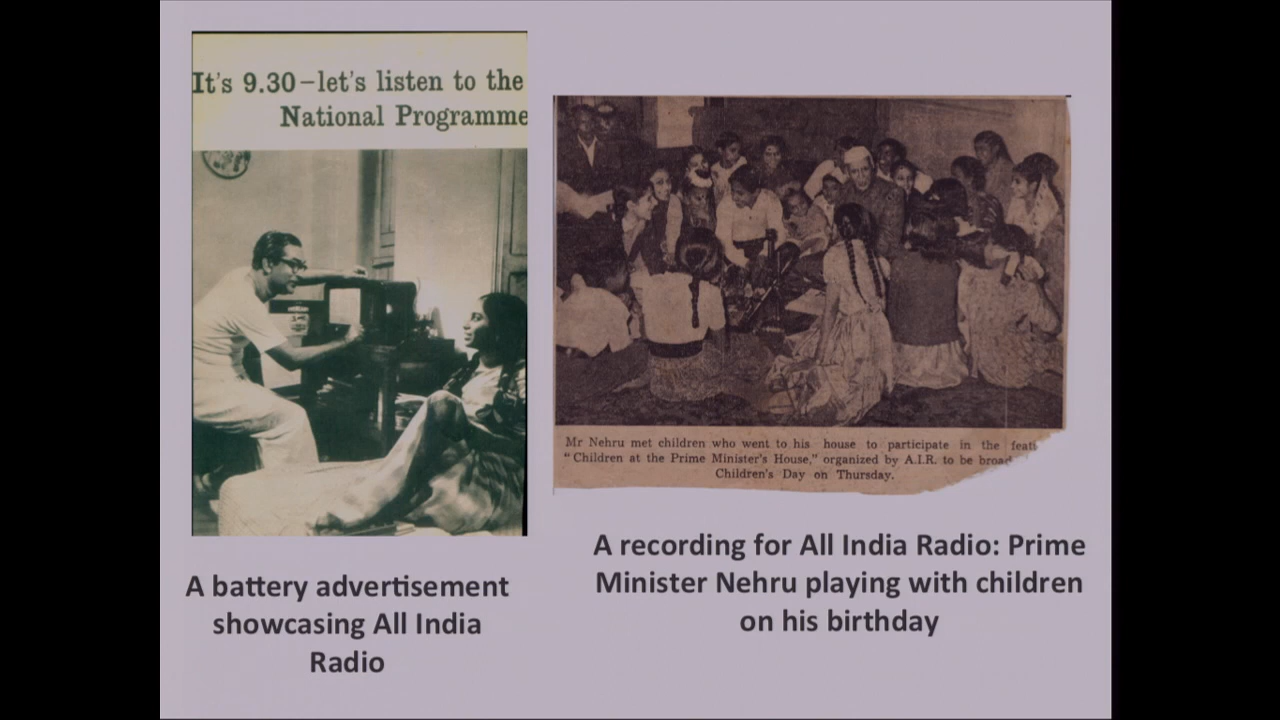 It's 9.30–let's listen to the
National Programme
Mr Nehru met children who went to his house to participate in the
"Children at the Prime Minister's House," organized by A.I.R. to be
Children's Day on Thursday.
A battery advertisement
showcasing All India
Radio
A recording for All India Radio: Prime
Minister Nehru playing with children
on his birthday